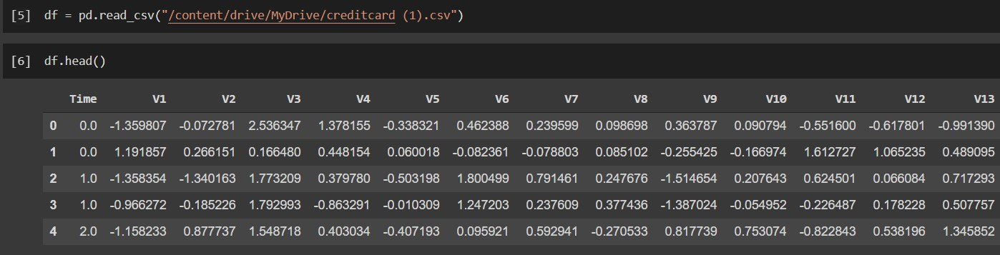 [5] df = pd.read_csv("/content/drive/MyDrive/creditcard (1).csv")
[6] df.head()
Time V1 V2 V3 V4 V5 V6 V7 V8 V9 V10 V11 V12 V13
0 0.0 -1.359807 -0.072781 2.536347 1.378155 -0.338321 0.462388 0.239599 0.098698 0.363787 0.090794 -0.551600 -0.617801 -0.991390
1 0.0 1.191857 0.266151 0.166480 0.448154 0.060018 -0.082361 -0.078803 0.085102 -0.255425 -0.166974 1.612727 1.065235 0.489095
2 1.0 -1.358354 -1.340163 1.773209 0.379780 -0.503198 1.800499 0.791461 0.247676 -1.514654 0.207643 0.624501 0.066084 0.717293
3 1.0 -0.966272 -0.185226 1.792993 -0.863291 -0.010309 1.247203 0.237609 0.377436 -1.387024 -0.054952 -0.226487 0.178228 0.507757
4 2.0 -1.158233 0.877737 1.548718 0.403034 -0.407193 0.095921 0.592941 -0.270533 0.817739 0.753074 -0.822843 0.538196 1.345852